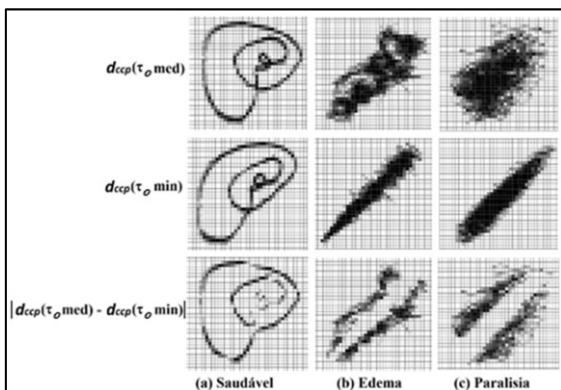 dccp(τo med)
dccp(τo min)
|dccp(τo med) - dccp(τo min)|
(a) Saudável (b) Edema (c) Paralisia